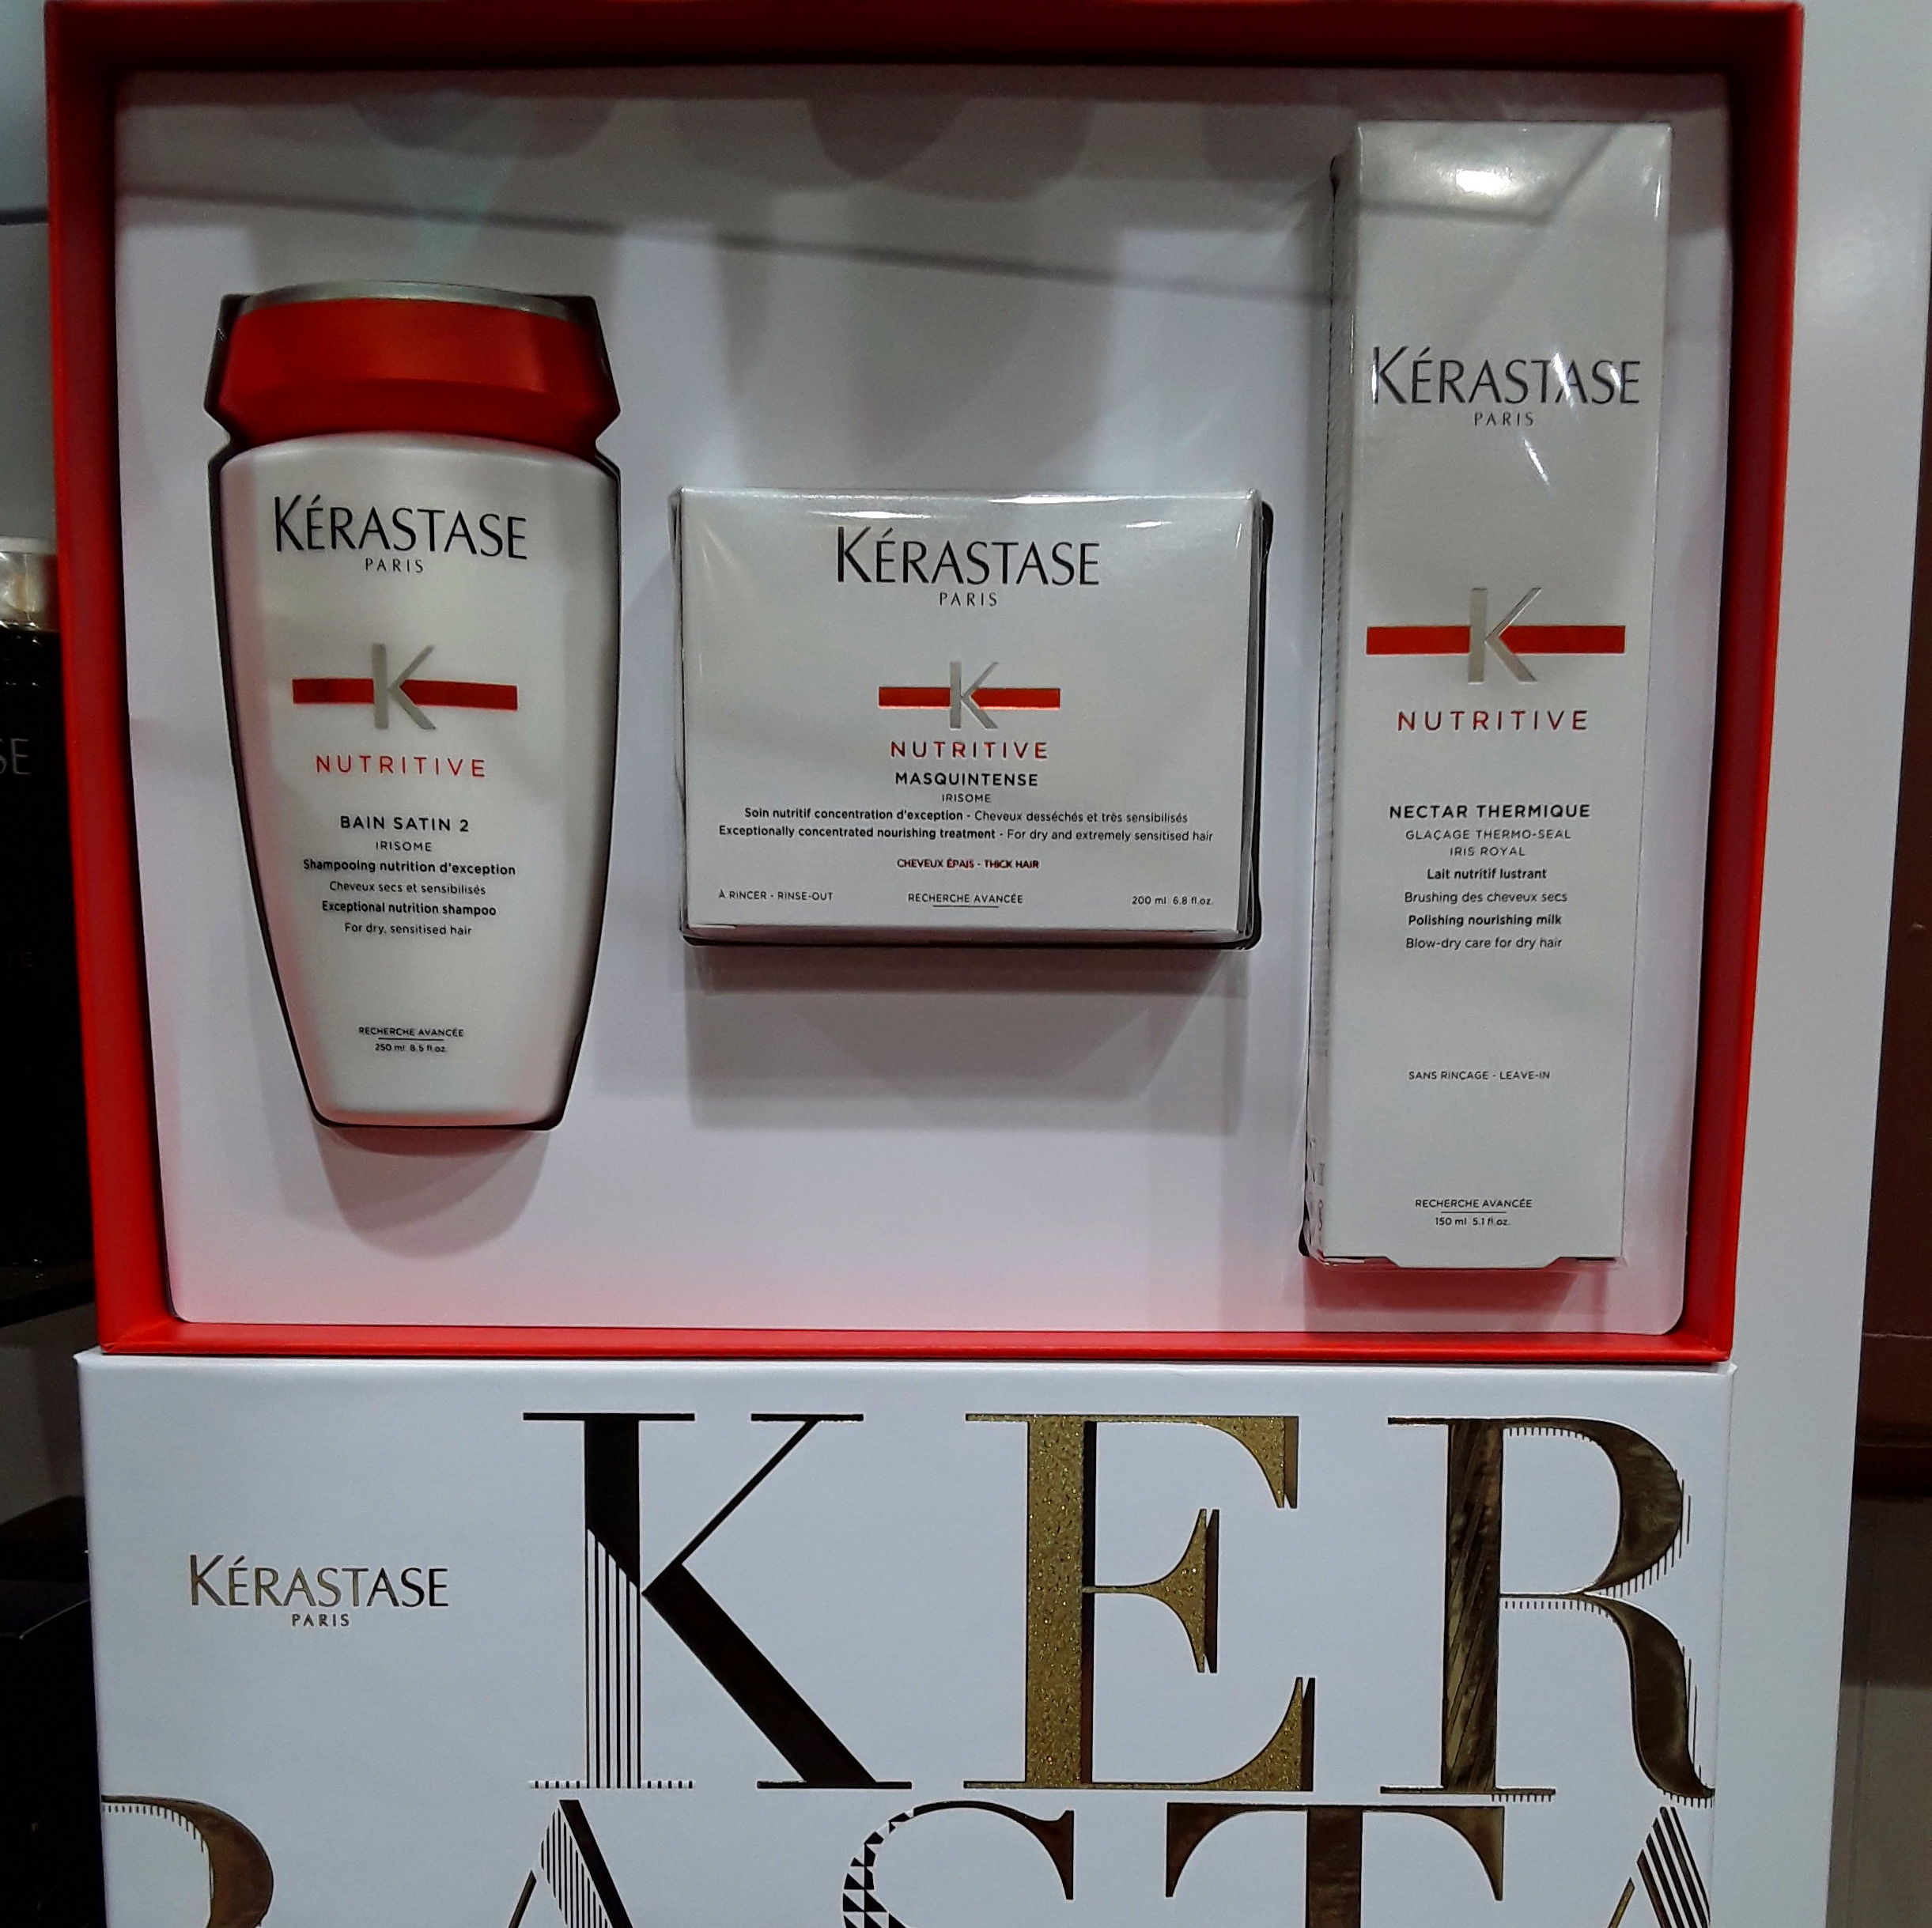 KÉRASTASE
PARIS
K
NUTRITIVE
BAIN SATIN 2
IRISOME
Shampooing nutrition d'exception
Cheveux secs et sensibilisés
Exceptional nutrition shampoo
For dry, sensitised hair
RECHERCHE AVANCÉE
250 ml 8.5 fl.oz.
KÉRASTASE
PARIS
K
NUTRITIVE
MASQUINTENSE
IRISOME
Soin nutritif concentration d'exception - Cheveux desséchés et très sensibilisés
Exceptionally concentrated nourishing treatment - For dry and extremely sensitised hair
CHEVEUX ÉPAIS - THICK HAIR
À RINCER - RINSE-OUT RECHERCHE AVANCÉE 200 ml 6.8 fl.oz.
KÉRASTASE
PARIS
K
NUTRITIVE
NECTAR THERMIQUE
GLAÇAGE THERMO-SEAL
IRIS ROYAL
Lait nutritif lustrant
Brushing des cheveux secs
Polishing nourishing milk
Blow-dry care for dry hair
SANS RINÇAGE - LEAVE-IN
RECHERCHE AVANCÉE
150 ml 5.1 fl.oz.
SE
KÉRASTASE
PARIS
KER
RASTA